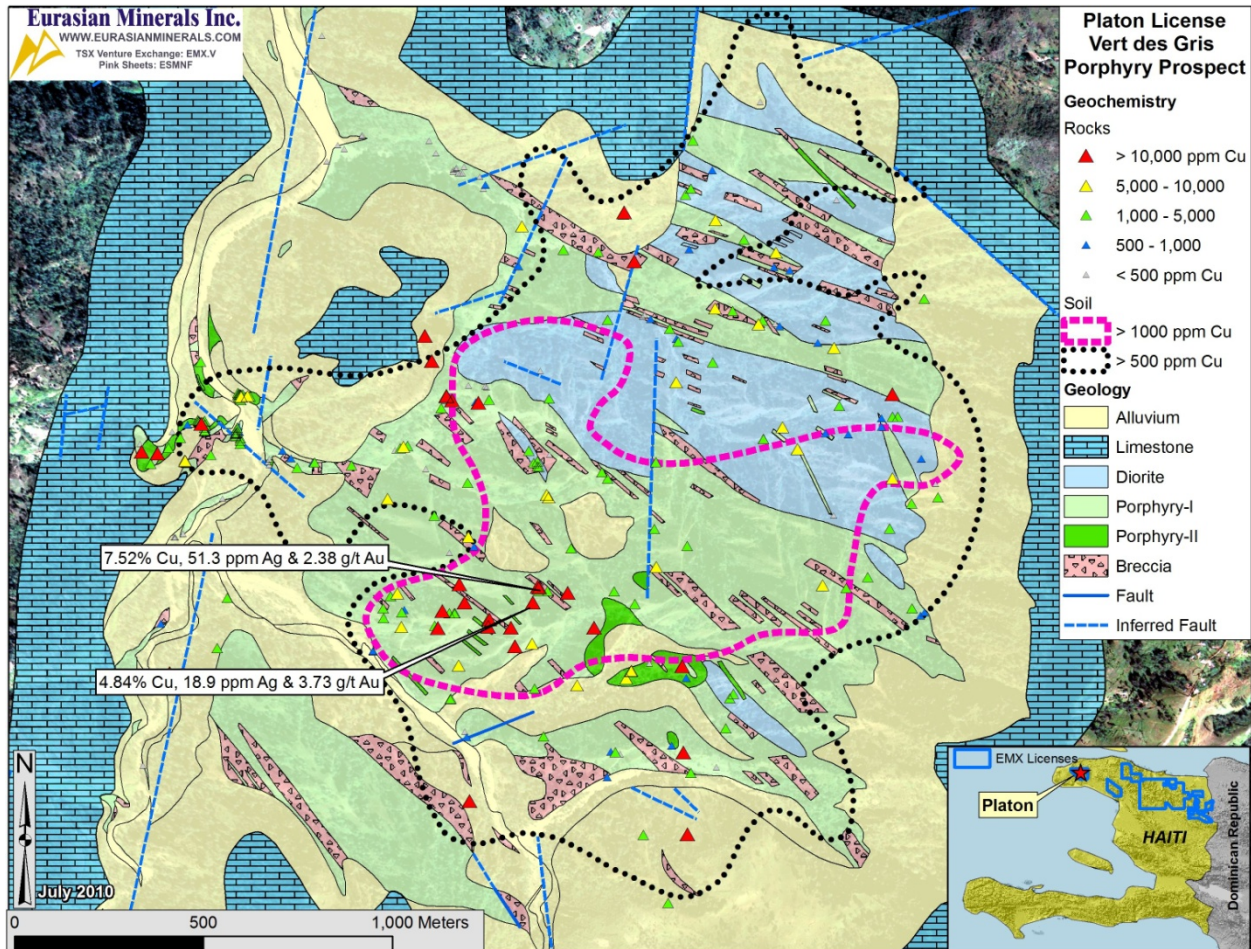 Eurasian Minerals Inc.
WWW.EURASIANMINERALS.COM
TSX Venture Exchange: EMX.V
Pink Sheets: ESMNF
Platon License
Vert des Gris
Porphyry Prospect
Geochemistry
Rocks
> 10,000 ppm Cu
5,000 - 10,000
1,000 - 5,000
500 - 1,000
< 500 ppm Cu
Soil
> 1000 ppm Cu
> 500 ppm Cu
Geology
Alluvium
Limestone
Diorite
Porphyry-I
Porphyry-II
Breccia
Fault
Inferred Fault
7.52% Cu, 51.3 ppm Ag & 2.38 g/t Au
4.84% Cu, 18.9 ppm Ag & 3.73 g/t Au
EMX Licenses
Platon
HAITI
Dominican Republic
N
July 2010
0 500 1,000 Meters